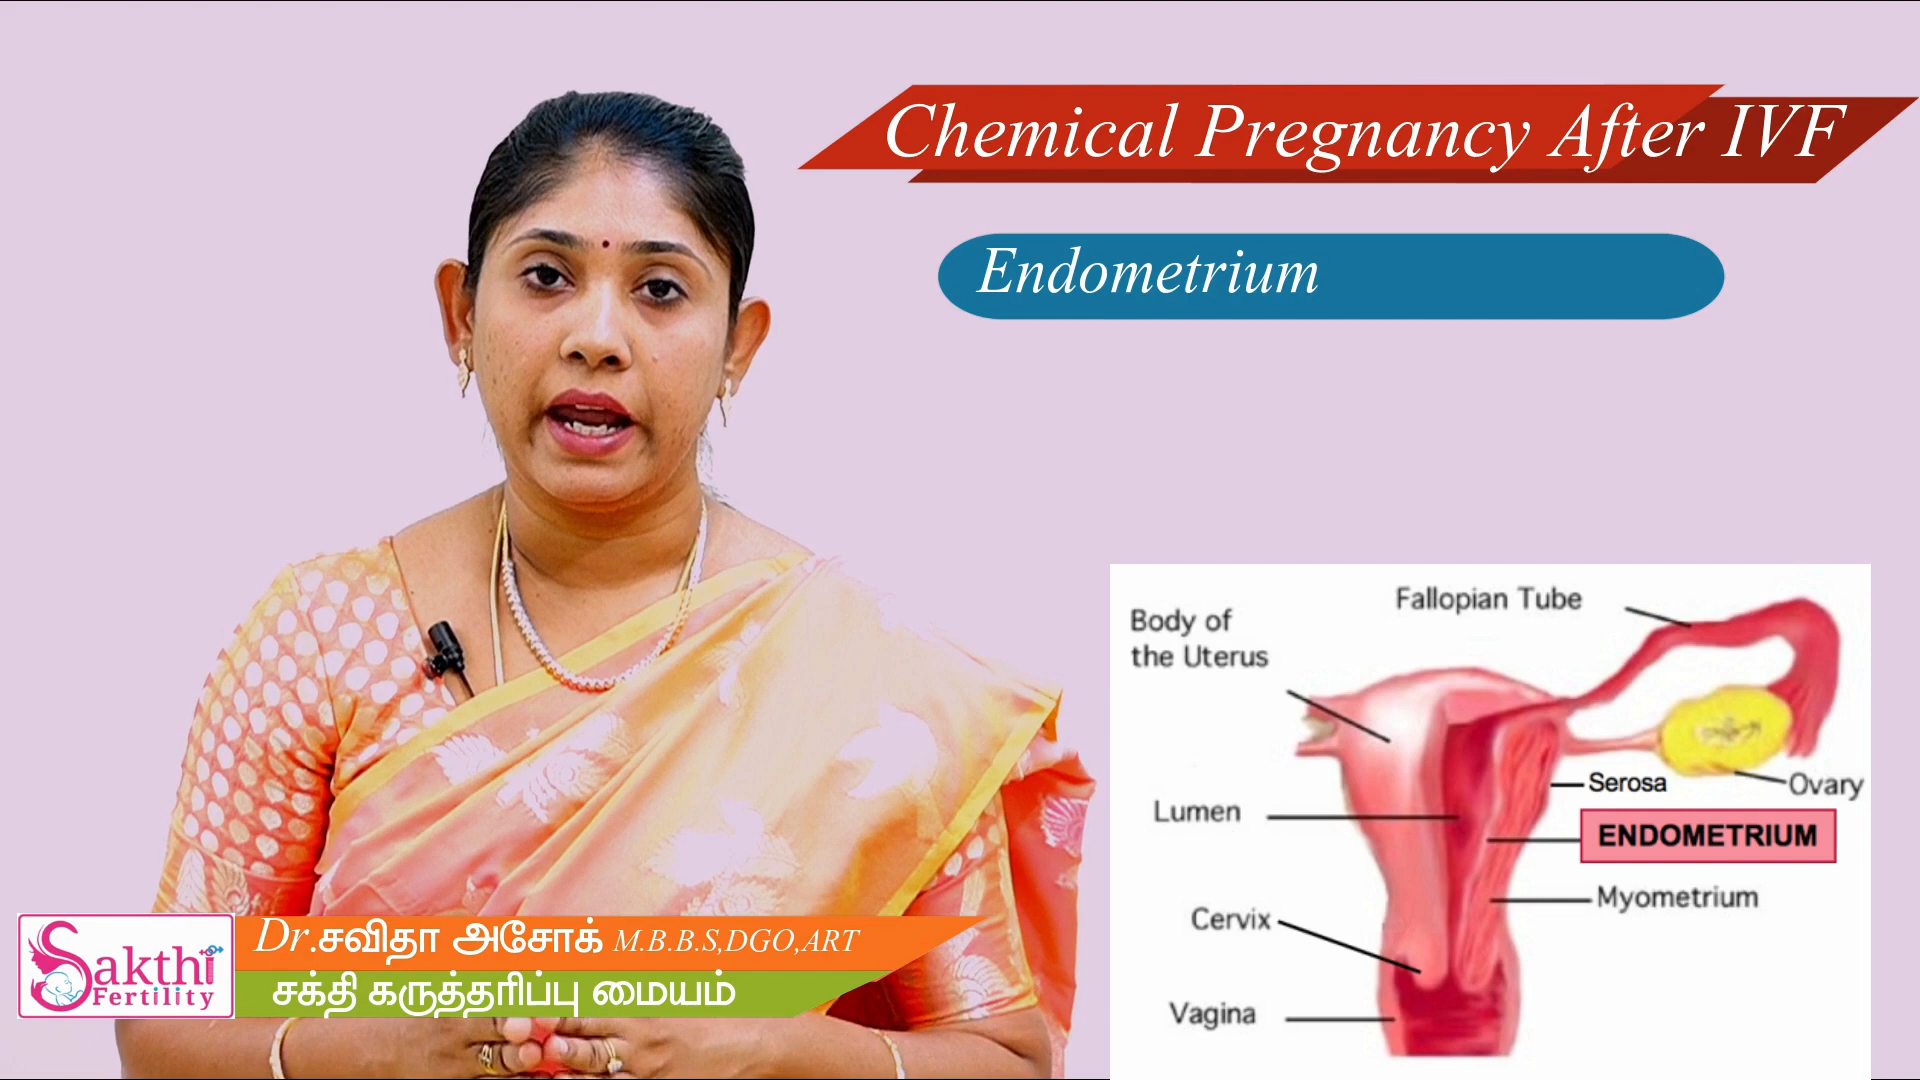 Chemical Pregnancy After IVF
Endometrium
Fallopian Tube
Body of
the Uterus
Serosa
Ovary
Lumen
ENDOMETRIUM
Myometrium
Cervix
Vagina
Dr.சவிதா அசோக் M.B.B.S,DGO,ART
சக்தி கருத்தரிப்பு மையம்
Sakthi
Fertility